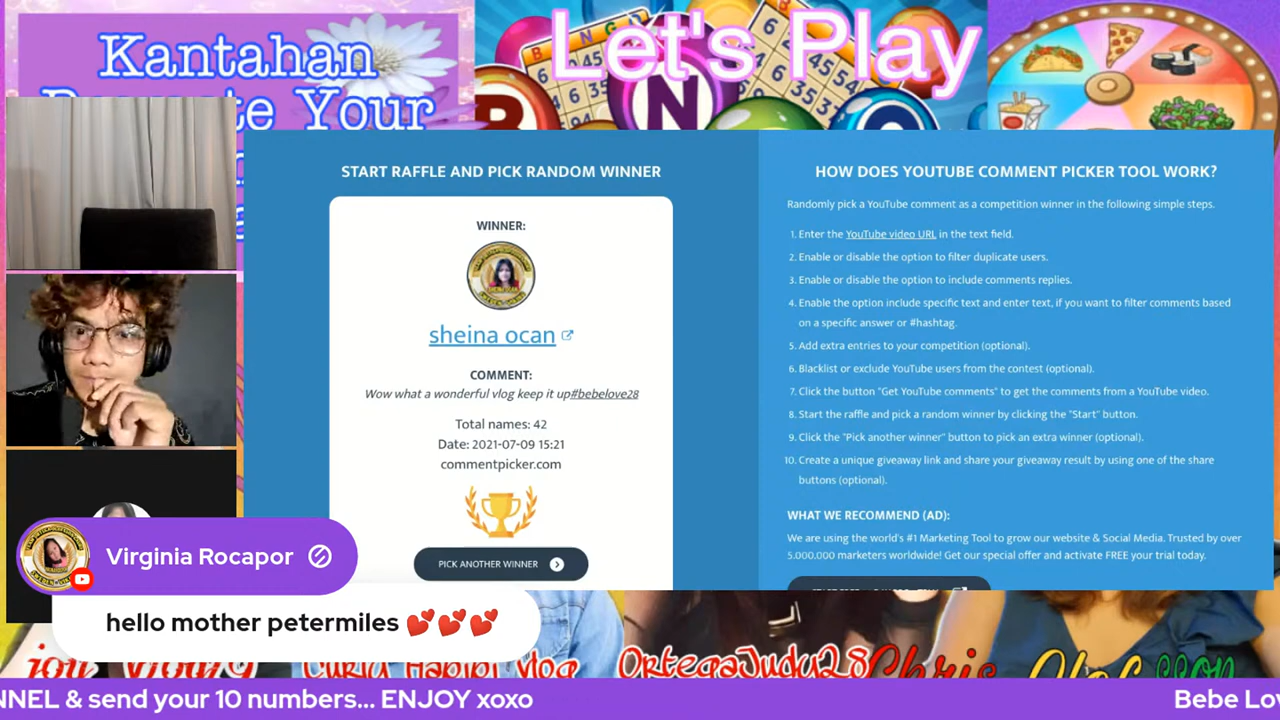 Kantahan
Let's Play
Your
START RAFFLE AND PICK RANDOM WINNER
WINNER:
sheina ocan
COMMENT:
Wow what a wonderful vlog keep it up#bebelove28
Total names: 42
Date: 2021-07-09 15:21
commentpicker.com
PICK ANOTHER WINNER
HOW DOES YOUTUBE COMMENT PICKER TOOL WORK?
Randomly pick a YouTube comment as a competition winner in the following simple steps.
1. Enter the YouTube video URL in the text field.
2. Enable or disable the option to filter duplicate users.
3. Enable or disable the option to include comments replies.
4. Enable the option include specific text and enter text, if you want to filter comments based
on a specific answer or #hashtag.
5. Add extra entries to your competition (optional).
6. Blacklist or exclude YouTube users from the contest (optional).
7. Click the button "Get YouTube comments" to get the comments from a YouTube video.
8. Start the raffle and pick a random winner by clicking the "Start" button.
9. Click the "Pick another winner" button to pick an extra winner (optional).
10. Create a unique giveaway link and share your giveaway result by using one of the share
buttons (optional).
WHAT WE RECOMMEND (AD):
We are using the world's #1 Marketing Tool to grow our website & Social Media. Trusted by over
5.000.000 marketers worldwide! Get our special offer and activate FREE your trial today.
Virginia Rocapor
hello mother petermiles 💕💕💕
Vlog
OrtegaJudy28
Chris
NNEL & send your 10 numbers... ENJOY xoxo
Bebe Lov